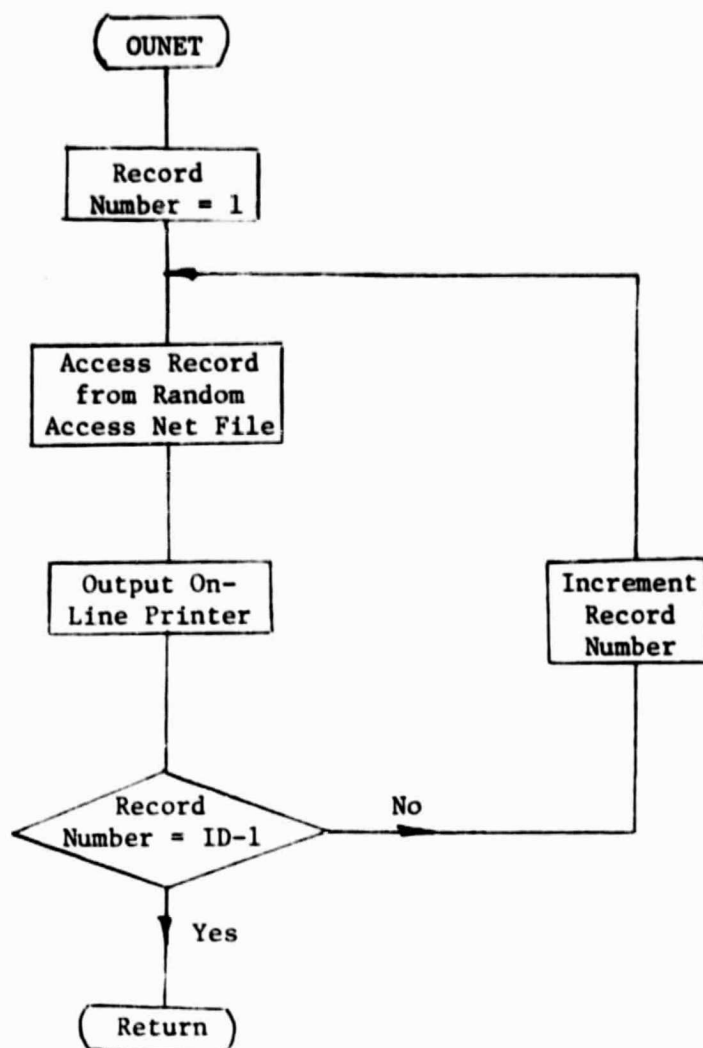 OUNET
Record
Number = 1
Access Record
from Random
Access Net File
Output On-
Line Printer
Increment
Record
Number
Record
Number = ID-1
No
Yes
Return